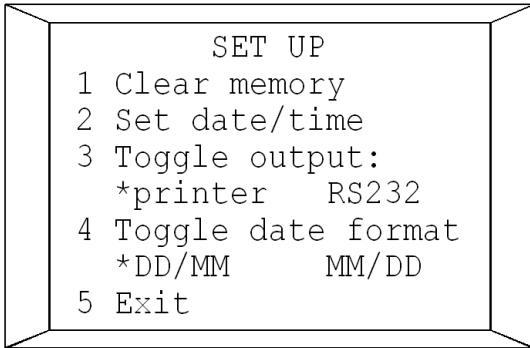 SET UP
1 Clear memory
2 Set date/time
3 Toggle output:
*printer RS232
4 Toggle date format
*DD/MM MM/DD
5 Exit